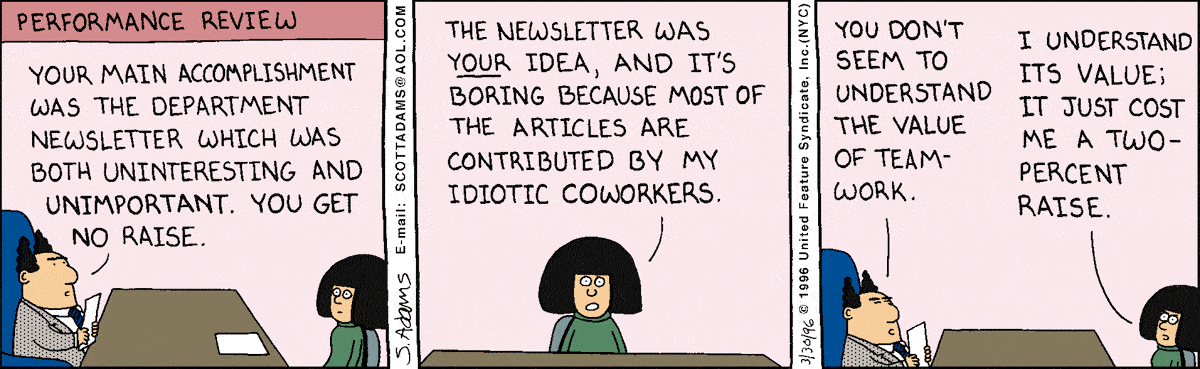 PERFORMANCE REVIEW
YOUR MAIN ACCOMPLISHMENT
WAS THE DEPARTMENT
NEWSLETTER WHICH WAS
BOTH UNINTERESTING AND
UNIMPORTANT. YOU GET
NO RAISE.
S. Adams E-mail: SCOTTADAMS@AOL.COM
THE NEWSLETTER WAS
YOUR IDEA, AND IT'S
BORING BECAUSE MOST OF
THE ARTICLES ARE
CONTRIBUTED BY MY
IDIOTIC COWORKERS.
3/30/96 © 1996 United Feature Syndicate, Inc.(NYC)
YOU DON'T
SEEM TO
UNDERSTAND
THE VALUE
OF TEAM-
WORK.
I UNDERSTAND
ITS VALUE;
IT JUST COST
ME A TWO-
PERCENT
RAISE.